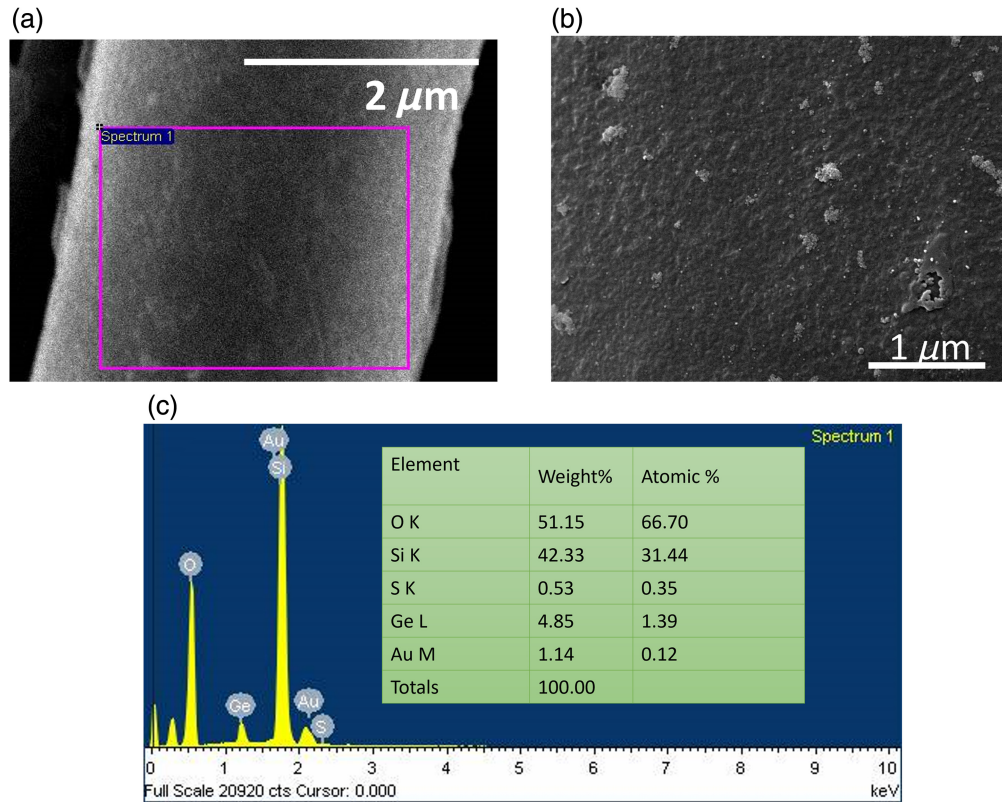 (a)
(b)
2 μm
Spectrum 1
1 μm
(c)
Spectrum 1
Au
Si
O
Ge
Au
S
Element Weight% Atomic %
O K 51.15 66.70
Si K 42.33 31.44
S K 0.53 0.35
Ge L 4.85 1.39
Au M 1.14 0.12
Totals 100.00
0 1 2 3 4 5 6 7 8 9 10
Full Scale 20920 cts Cursor: 0.000 keV